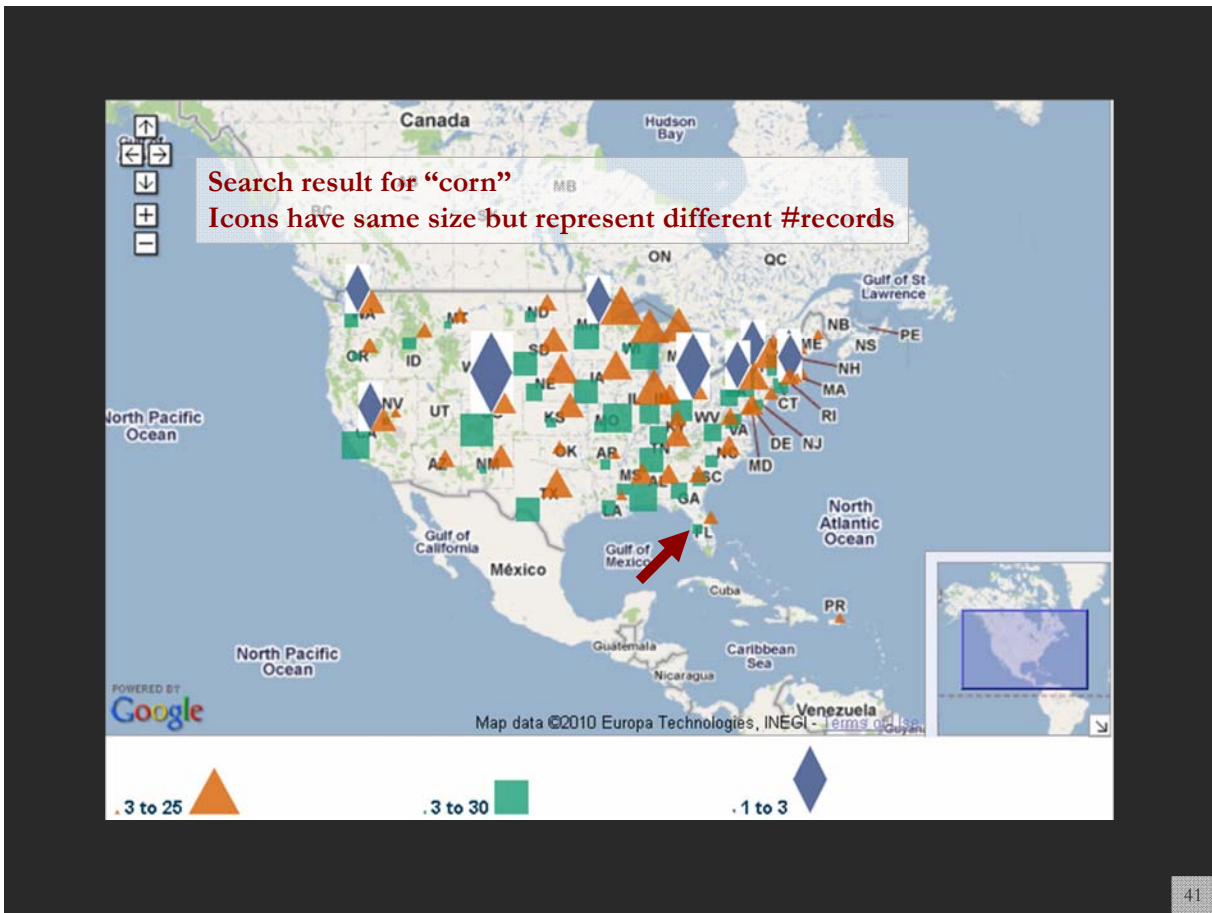 Canada
Hudson
Bay
Search result for “corn”
Icons have same size but represent different #records
MB
BC
ON
QC
Gulf of St
Lawrence
NB
PE
NS
ME
NH
MA
RI
CT
NJ
DE
MD
WA
MT
ND
MN
OR
ID
SD
WI
IA
NE
NV
UT
KS
MO
IL
KY
WV
VA
CA
AZ
NM
OK
AR
TN
NC
SC
MS
AL
GA
TX
LA
FL
North Pacific
Ocean
North
Atlantic
Ocean
Gulf of
California
Gulf of
Mexico
México
Cuba
PR
Guatemala
Caribbean
Sea
Nicaragua
North Pacific
Ocean
Venezuela
POWERED BY
Google
Map data ©2010 Europa Technologies, INEGI - Terms of Use
3 to 25
3 to 30
1 to 3
41